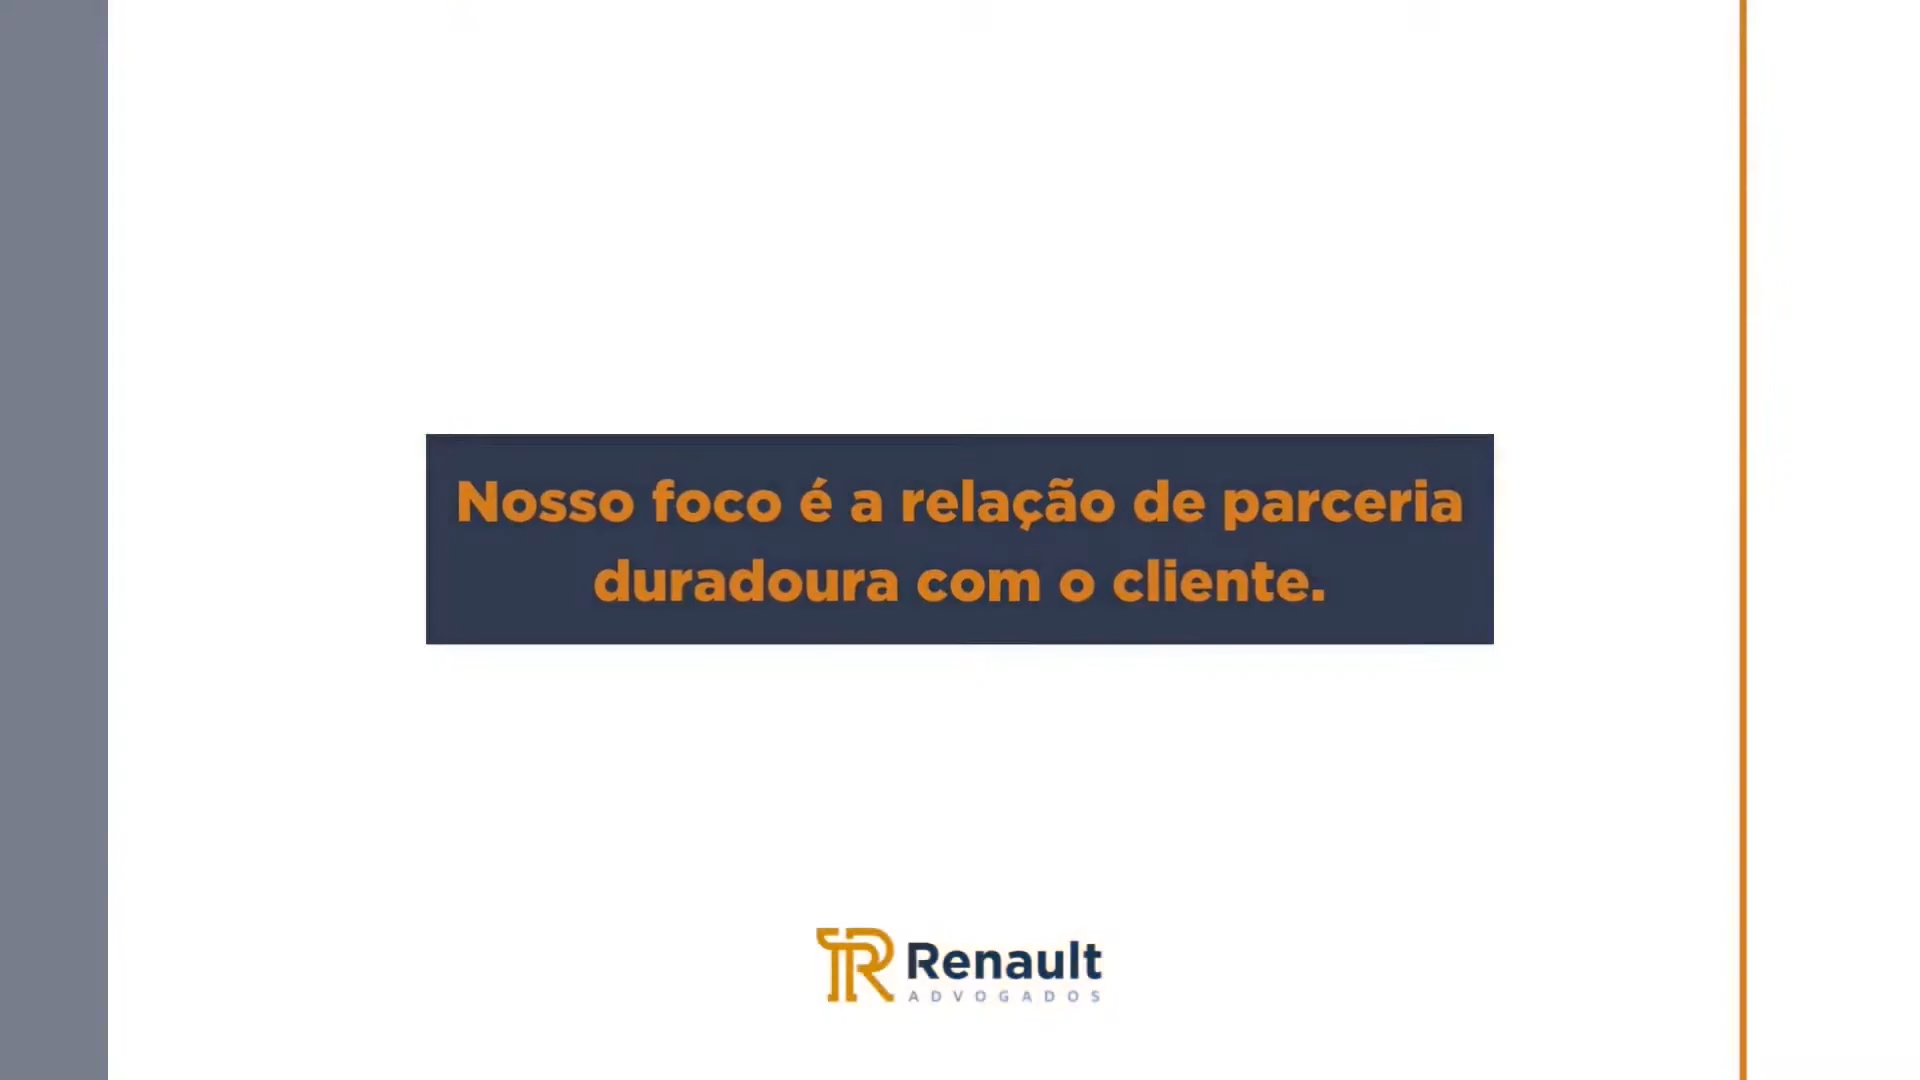 Nosso foco é a relação de parceria
duradoura com o cliente.
Renault
ADVOGADOS